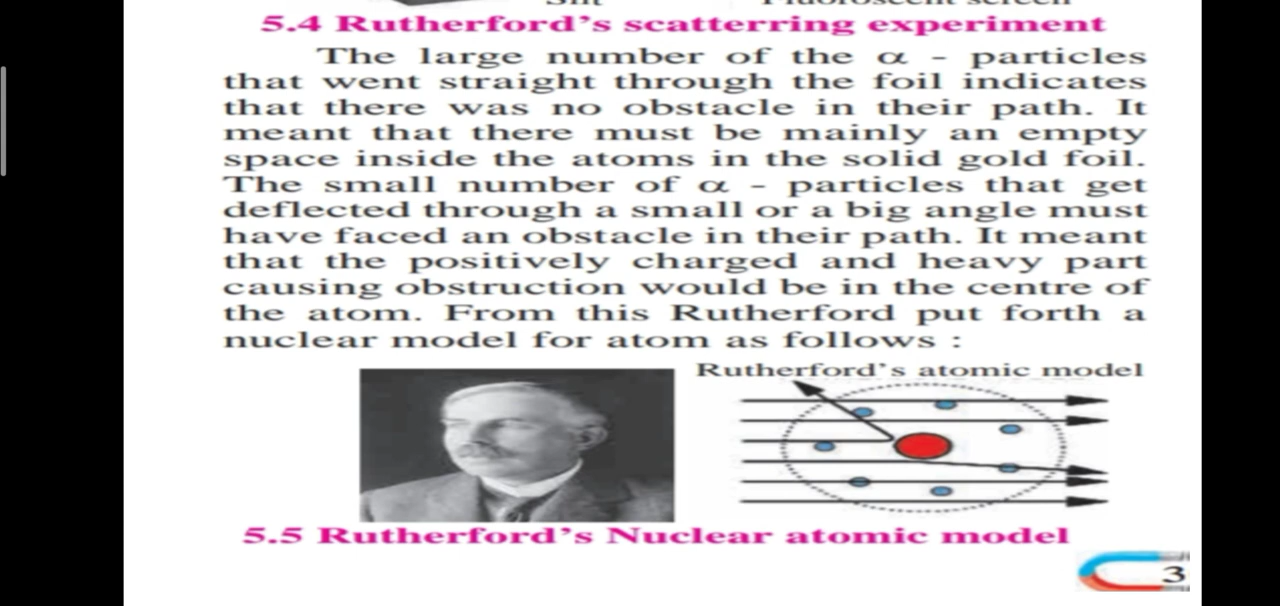 5.4 Rutherford's scatterring experiment
The large number of the α - particles
that went straight through the foil indicates
that there was no obstacle in their path. It
meant that there must be mainly an empty
space inside the atoms in the solid gold foil.
The small number of α - particles that get
deflected through a small or a big angle must
have faced an obstacle in their path. It meant
that the positively charged and heavy part
causing obstruction would be in the centre of
the atom. From this Rutherford put forth a
nuclear model for atom as follows :
Rutherford's atomic model
5.5 Rutherford's Nuclear atomic model
3